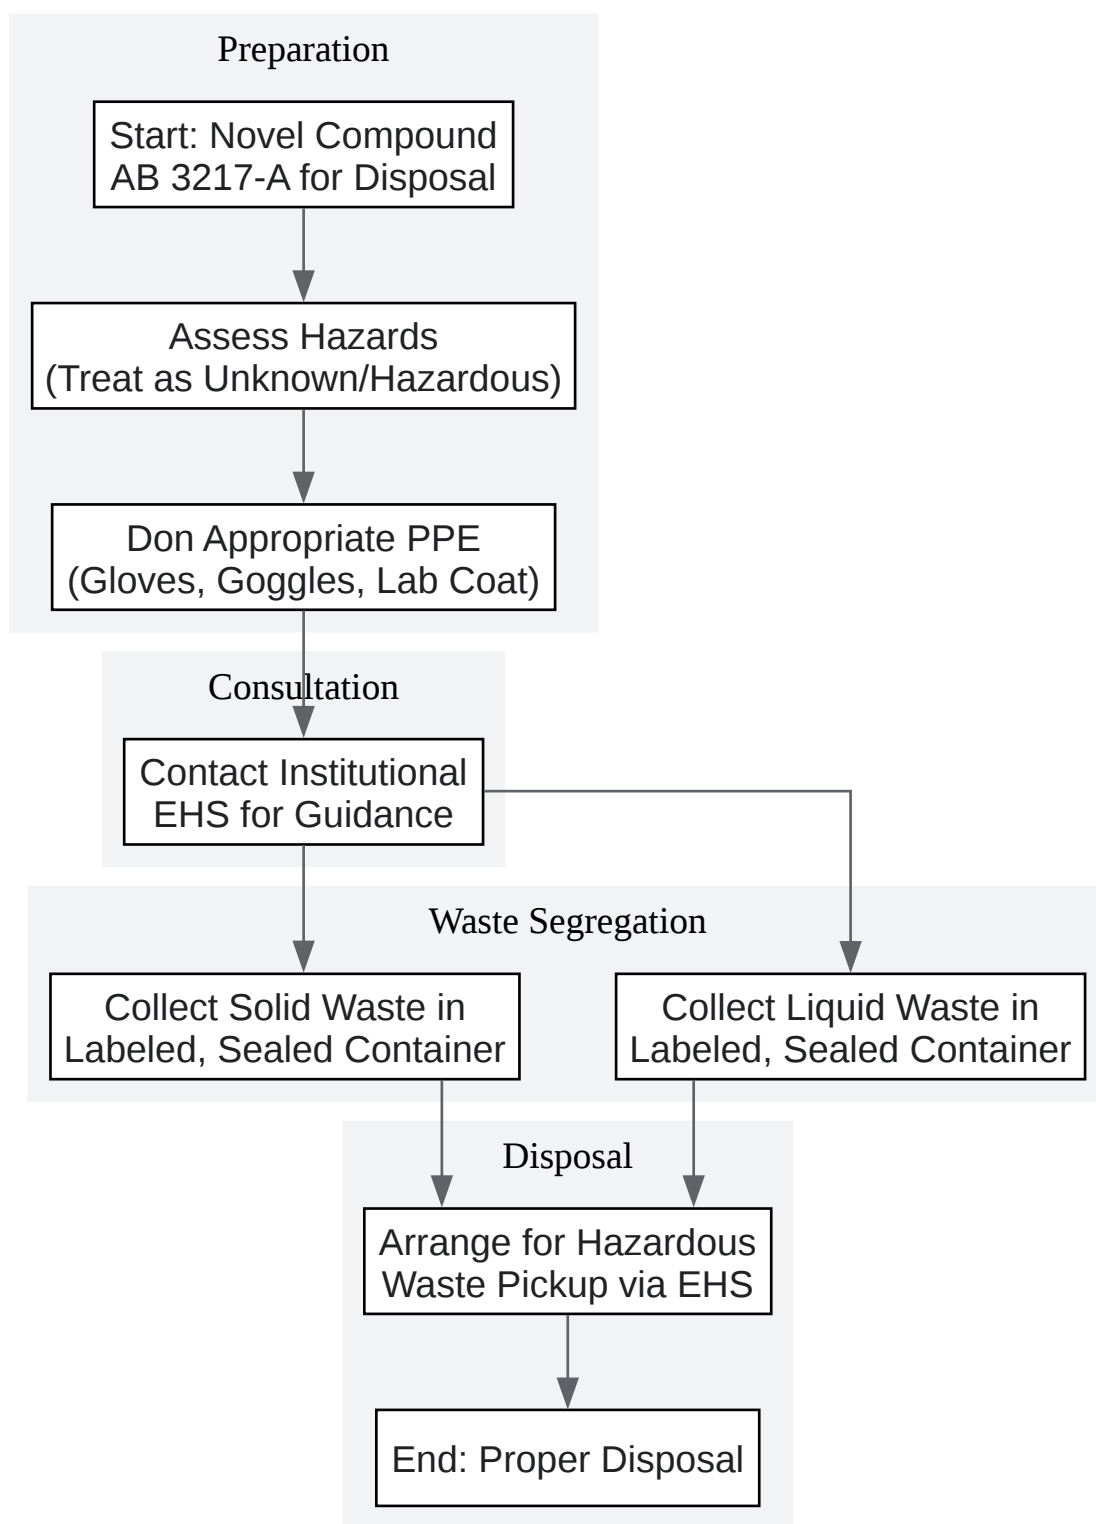 Preparation
Start: Novel Compound
AB 3217-A for Disposal
Assess Hazards
(Treat as Unknown/Hazardous)
Don Appropriate PPE
(Gloves, Goggles, Lab Coat)
Consultation
Contact Institutional
EHS for Guidance
Waste Segregation
Collect Solid Waste in
Labeled, Sealed Container
Collect Liquid Waste in
Labeled, Sealed Container
Disposal
Arrange for Hazardous
Waste Pickup via EHS
End: Proper Disposal